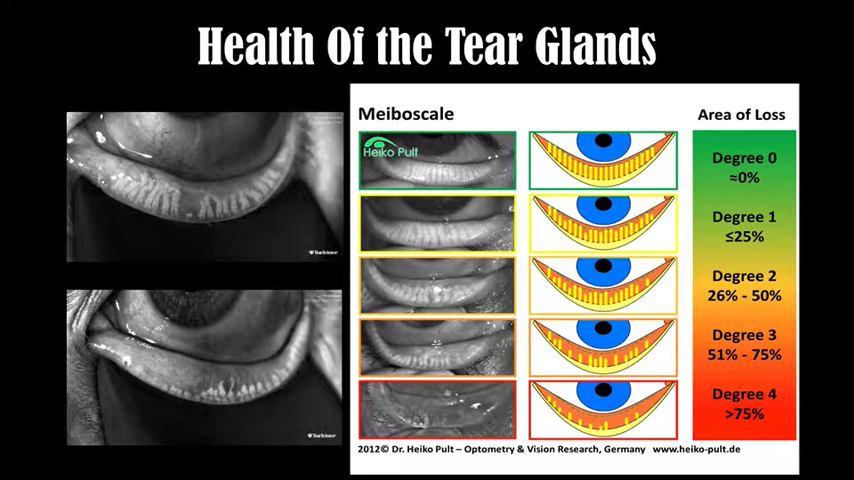 Health Of the Tear Glands
Meiboscale
Area of Loss
Heiko Pult
Degree 0
≈0%
Degree 1
≤25%
Degree 2
26% - 50%
Degree 3
51% - 75%
Degree 4
>75%
TearScience
TearScience
2012© Dr. Heiko Pult – Optometry & Vision Research, Germany www.heiko-pult.de